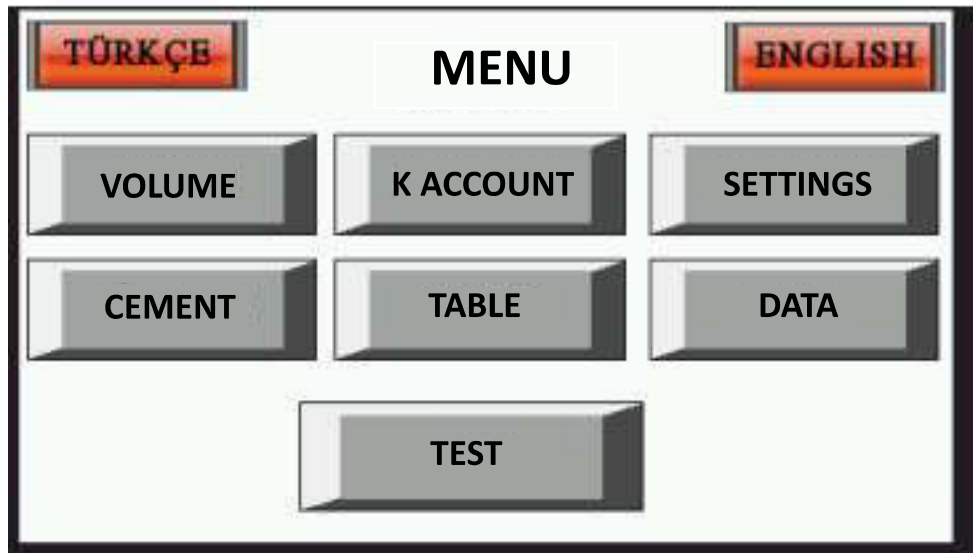 TÜRKÇE
MENU
ENGLISH
VOLUME
K ACCOUNT
SETTINGS
CEMENT
TABLE
DATA
TEST